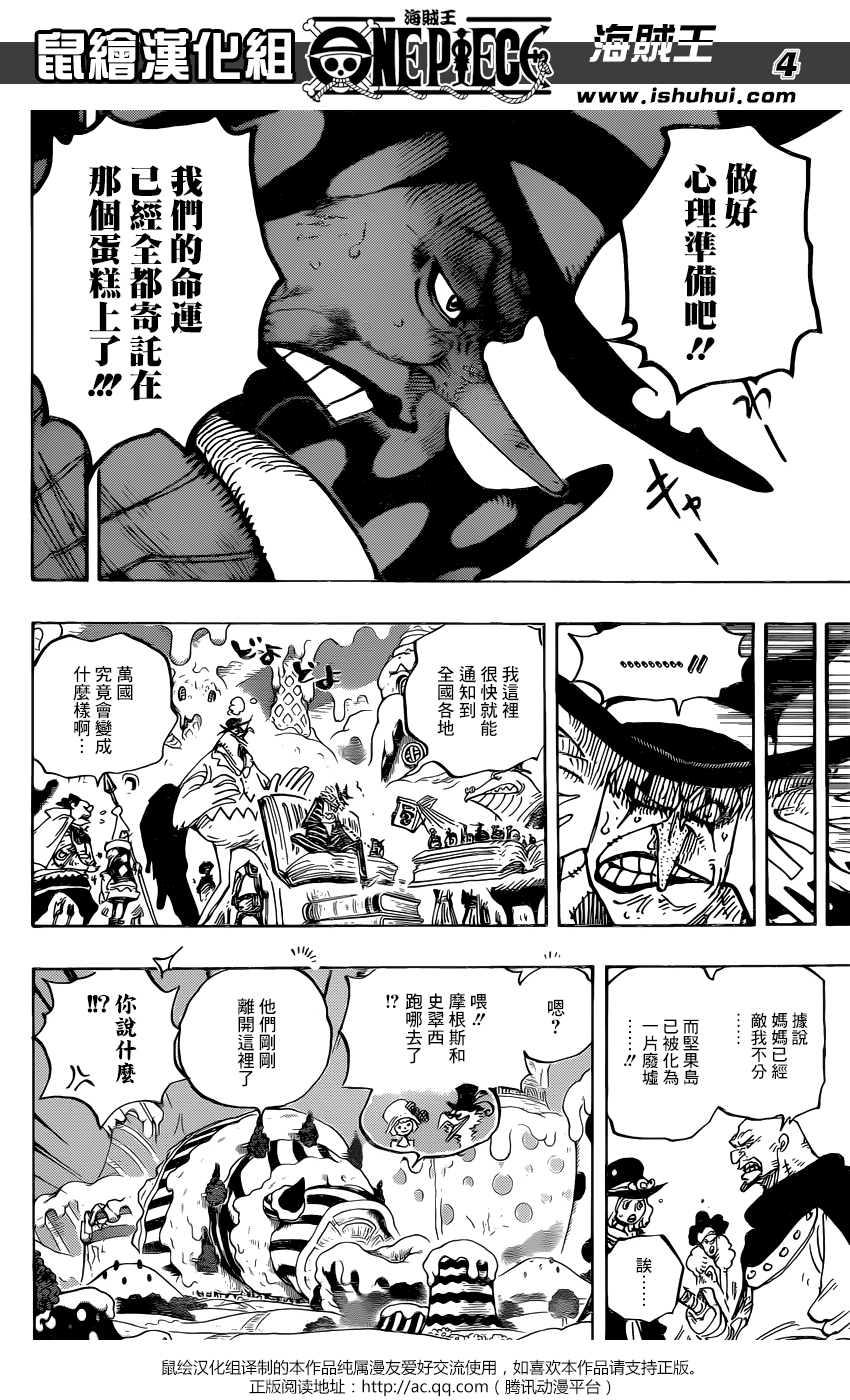 鼠繪漢化組
海賊王
ONE PIECE
海賊王
4
www.ishuhui.com
做好
心理準備吧!!
我們的命運
已經全都寄託在
那個蛋糕上了!!!
わー
キャー
…………!!
我這裡
很快就能
通知到
全國各地
どよ
どよ
萬國
究竟會變成
什麼樣啊…
據說
媽媽已經
敵我不分
……
而堅果島
已被化為
一片廢墟
……!!
誒
……
嗯?
喂!!
摩根斯和
史翠西
跑哪去了
!?
他們剛剛
離開這裡了
你說什麼
!!?
鼠绘汉化组译制的本作品纯属漫友爱好交流使用，如喜欢本作品请支持正版。
正版阅读地址：http://ac.qq.com（腾讯动漫平台）